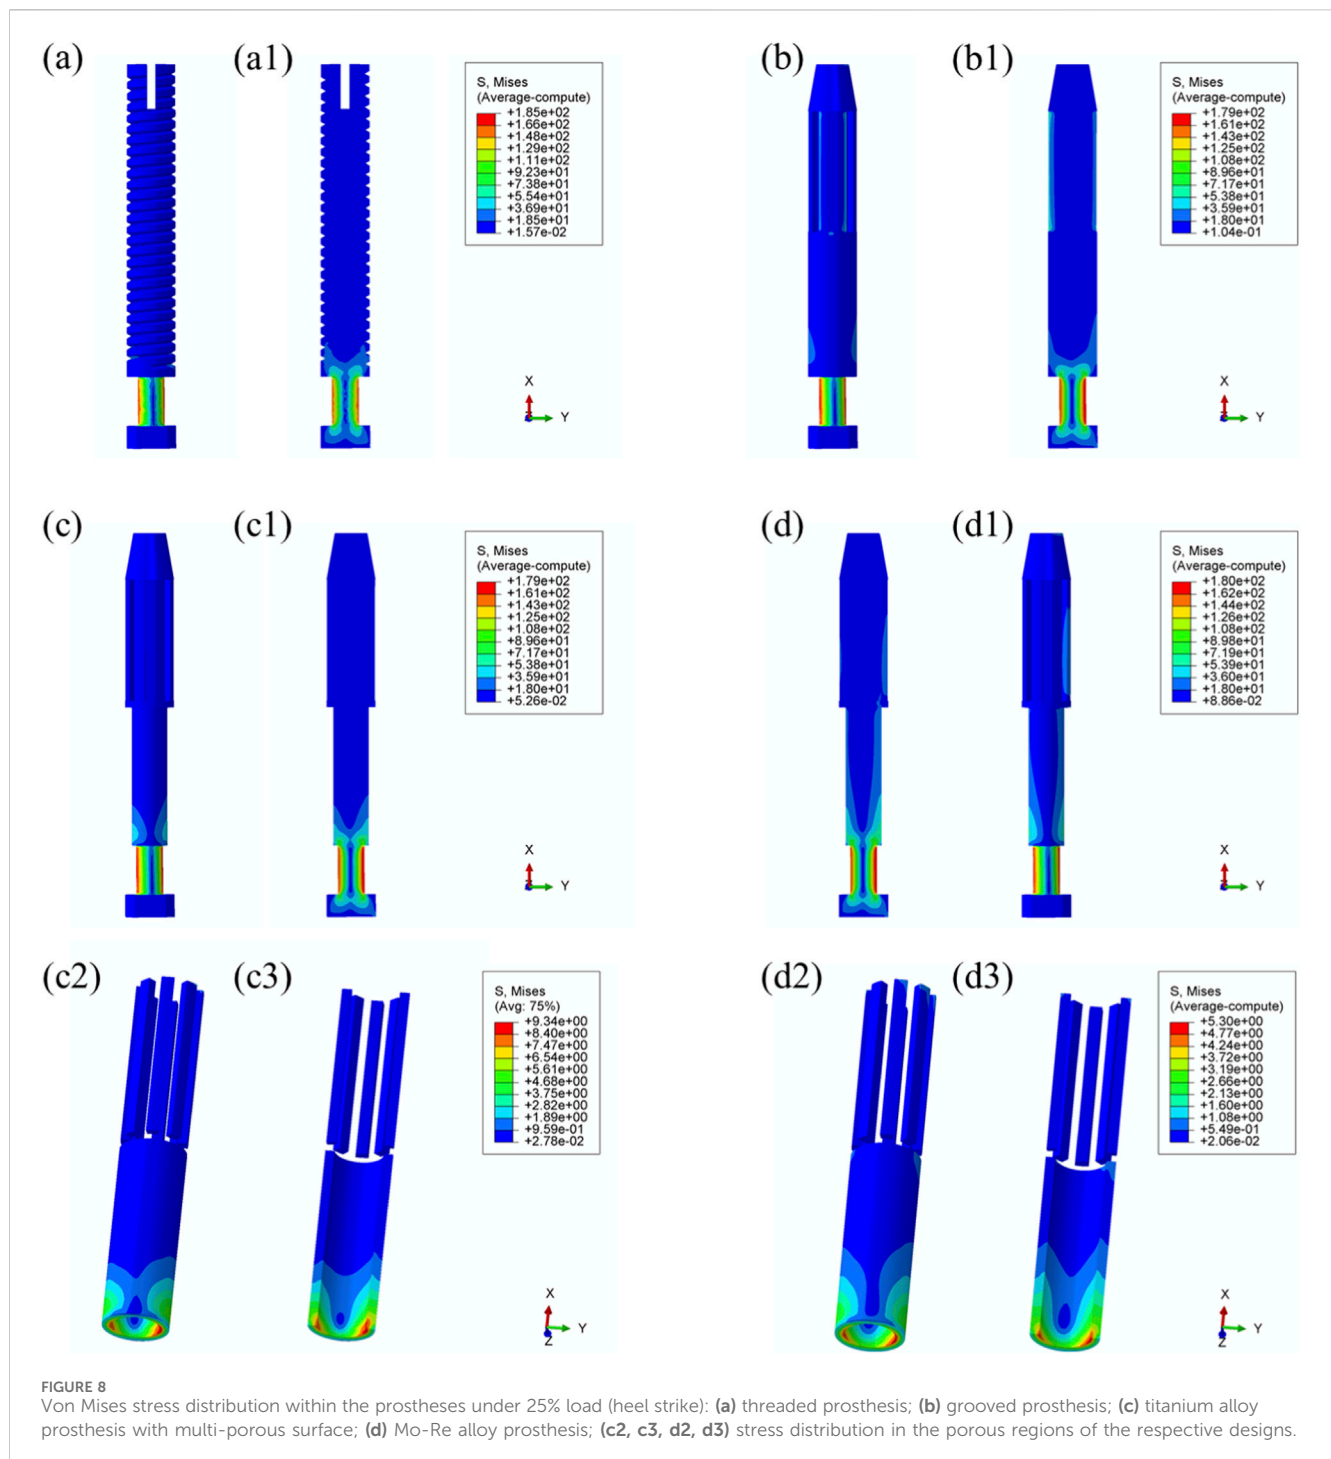 (a)
(a1)
S, Mises
(Average-compute)
+1.85e+02
+1.66e+02
+1.48e+02
+1.29e+02
+1.11e+02
+9.23e+01
+7.38e+01
+5.54e+01
+3.69e+01
+1.85e+01
+1.57e-02
X
Y
(b)
(b1)
S, Mises
(Average-compute)
+1.79e+02
+1.61e+02
+1.43e+02
+1.25e+02
+1.08e+02
+8.96e+01
+7.17e+01
+5.38e+01
+3.59e+01
+1.80e+01
+1.04e-01
X
Y
(c)
(c1)
S, Mises
(Average-compute)
+1.79e+02
+1.61e+02
+1.43e+02
+1.25e+02
+1.08e+02
+8.96e+01
+7.17e+01
+5.38e+01
+3.59e+01
+1.80e+01
+5.26e-02
X
Y
(d)
(d1)
S, Mises
(Average-compute)
+1.80e+02
+1.62e+02
+1.44e+02
+1.26e+02
+1.08e+02
+8.98e+01
+7.19e+01
+5.39e+01
+3.60e+01
+1.80e+01
+8.86e-02
X
Y
(c2)
(c3)
S, Mises
(Avg: 75%)
+9.34e+00
+8.40e+00
+7.47e+00
+6.54e+00
+5.61e+00
+4.68e+00
+3.75e+00
+2.82e+00
+1.89e+00
+9.59e-01
+2.78e-02
X
Y
Z
(d2)
(d3)
S, Mises
(Average-compute)
+5.30e+00
+4.77e+00
+4.24e+00
+3.72e+00
+3.19e+00
+2.66e+00
+2.13e+00
+1.60e+00
+1.08e+00
+5.49e-01
+2.06e-02
X
Y
Z
FIGURE 8
Von Mises stress distribution within the prostheses under 25% load (heel strike): (a) threaded prosthesis; (b) grooved prosthesis; (c) titanium alloy
prosthesis with multi-porous surface; (d) Mo-Re alloy prosthesis; (c2, c3, d2, d3) stress distribution in the porous regions of the respective designs.